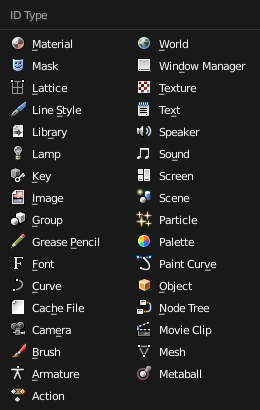 ID Type
Material
Mask
Lattice
Line Style
Library
Lamp
Key
Image
Group
Grease Pencil
Font
Curve
Cache File
Camera
Brush
Armature
Action
World
Window Manager
Texture
Text
Speaker
Sound
Screen
Scene
Particle
Palette
Paint Curve
Object
Node Tree
Movie Clip
Mesh
Metaball